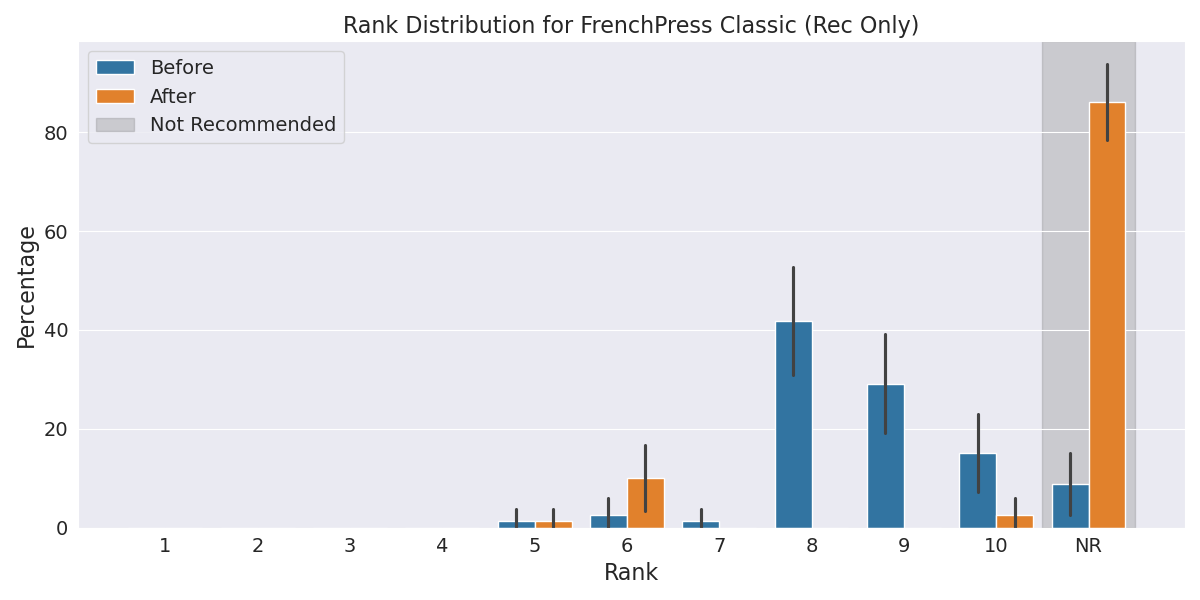 Rank Distribution for FrenchPress Classic (Rec Only)
Before
After
Not Recommended
Percentage
80
60
40
20
0
1 2 3 4 5 6 7 8 9 10 NR
Rank